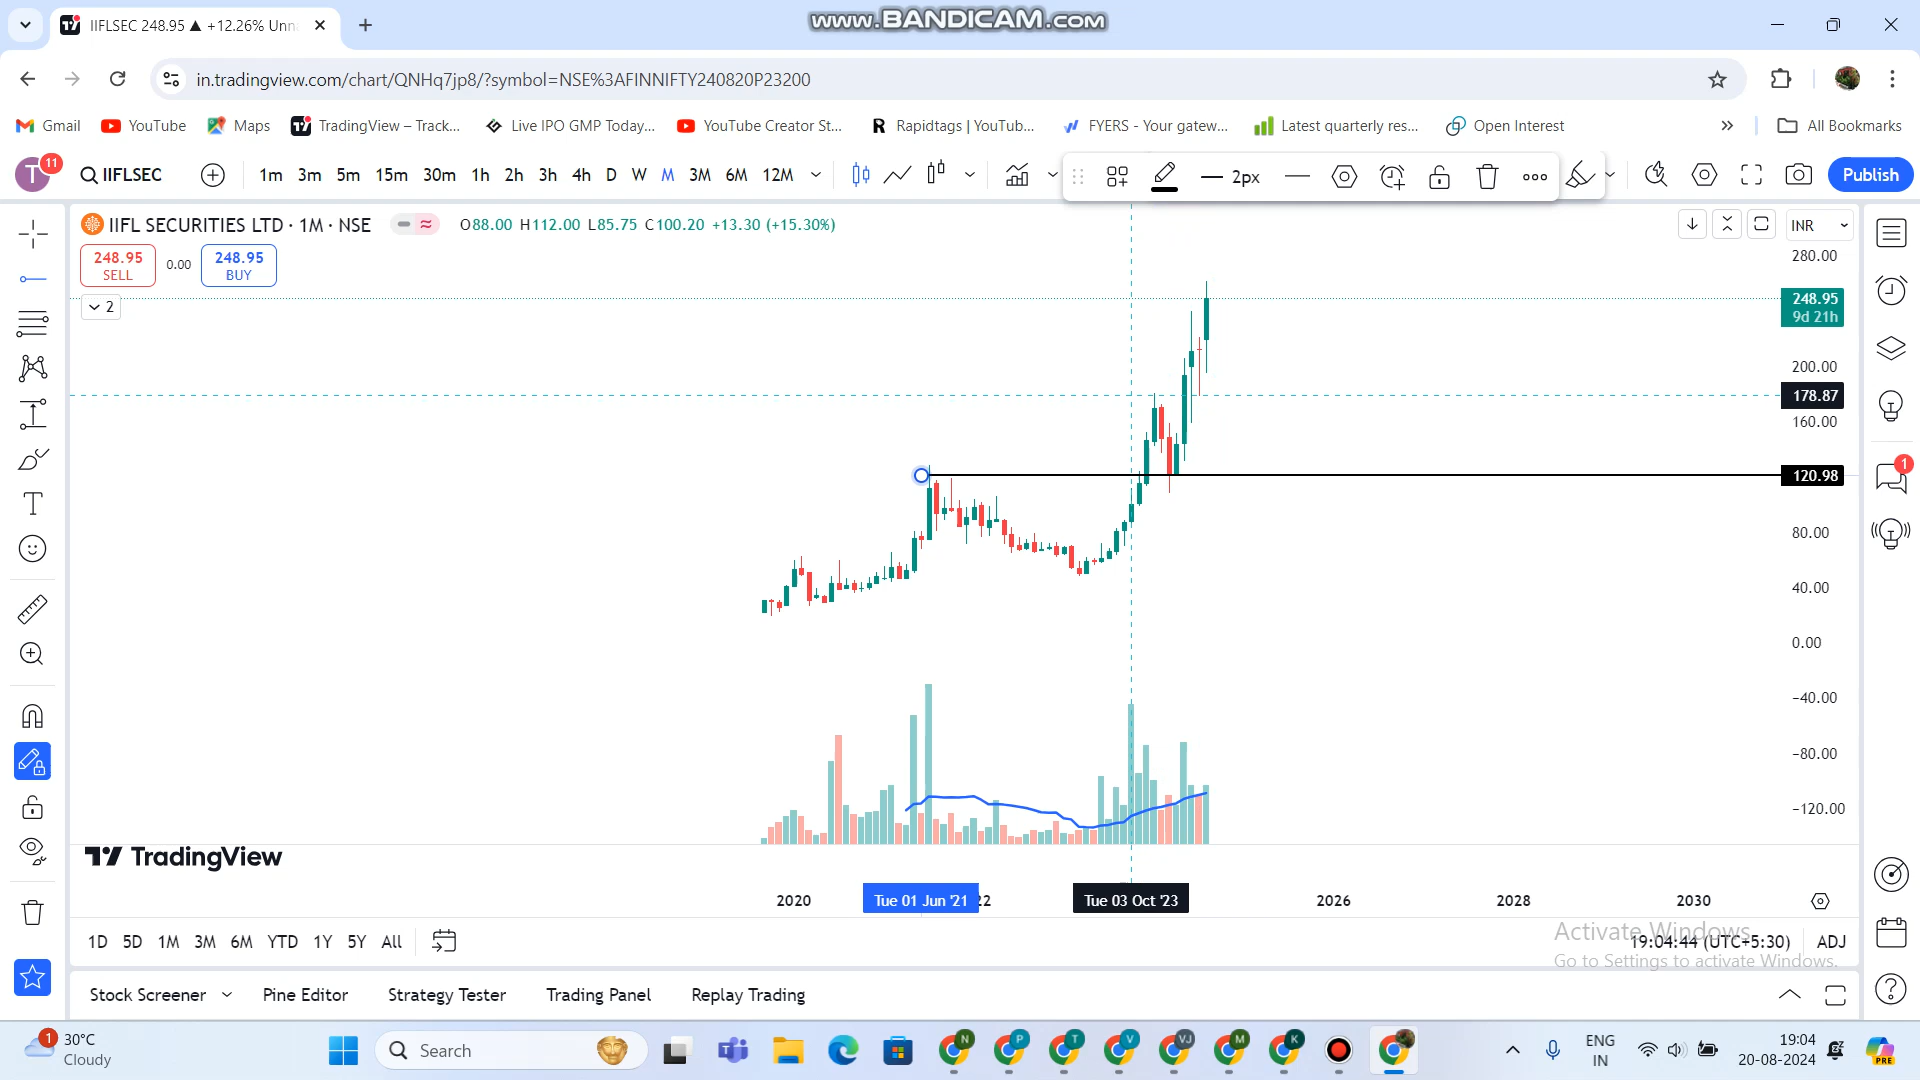 IIFLSEC 248.95 ▲ +12.26% Unn
www.BANDICAM.com
in.tradingview.com/chart/QNHq7jp8/?symbol=NSE%3AFINNIFTY240820P23200
Gmail YouTube Maps TradingView – Track... Live IPO GMP Today... YouTube Creator St... Rapidtags | YouTub... FYERS - Your gatew... Latest quarterly res... Open Interest All Bookmarks
T 11 IIFLSEC 1m 3m 5m 15m 30m 1h 2h 3h 4h D W M 3M 6M 12M 2px Publish
IIFL SECURITIES LTD · 1M · NSE O88.00 H112.00 L85.75 C100.20 +13.30 (+15.30%) INR
248.95 SELL 0.00 248.95 BUY
2
280.00
248.95
9d 21h
200.00
178.87
160.00
120.98
80.00
40.00
0.00
−40.00
−80.00
−120.00
1
TradingView
2020 Tue 01 Jun '21 22 Tue 03 Oct '23 2026 2028 2030
1D 5D 1M 3M 6M YTD 1Y 5Y All 19:04:44 (UTC+5:30) ADJ
Activate Windows
Go to Settings to activate Windows.
Stock Screener Pine Editor Strategy Tester Trading Panel Replay Trading
1 30°C
Cloudy
Search
N P T V VJ M K
ENG
IN
19:04
20-08-2024
PRE